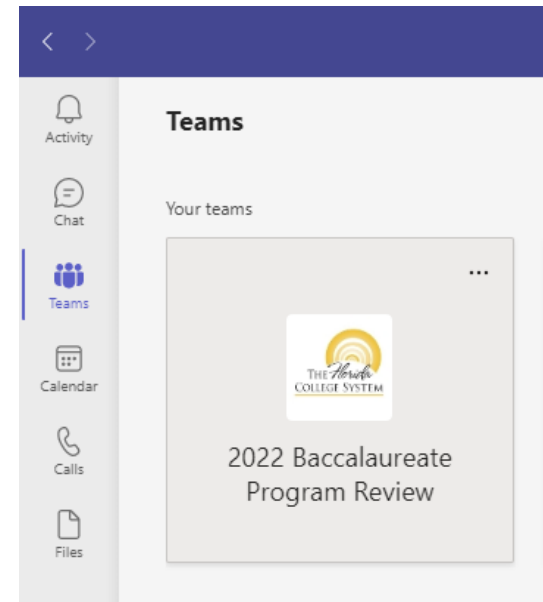 Activity
Chat
Teams
Calendar
Calls
Files
Teams
Your teams
...
THE Florida
COLLEGE SYSTEM
2022 Baccalaureate
Program Review